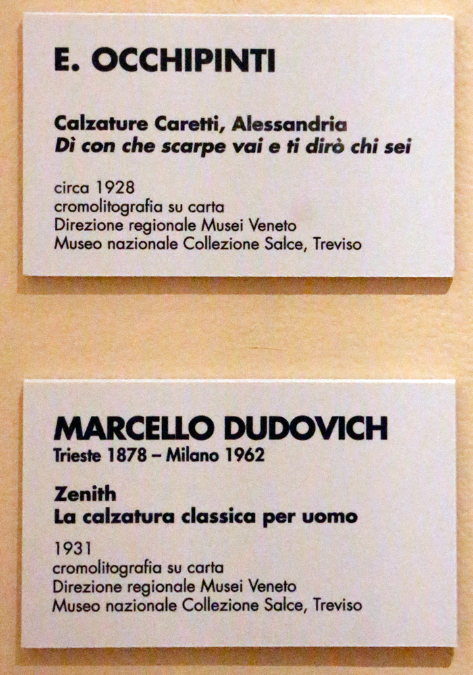 E. OCCHIPINTI
Calzature Caretti, Alessandria
Dì con che scarpe vai e ti dirò chi sei
circa 1928
cromolitografia su carta
Direzione regionale Musei Veneto
Museo nazionale Collezione Salce, Treviso
MARCELLO DUDOVICH
Trieste 1878 – Milano 1962
Zenith
La calzatura classica per uomo
1931
cromolitografia su carta
Direzione regionale Musei Veneto
Museo nazionale Collezione Salce, Treviso